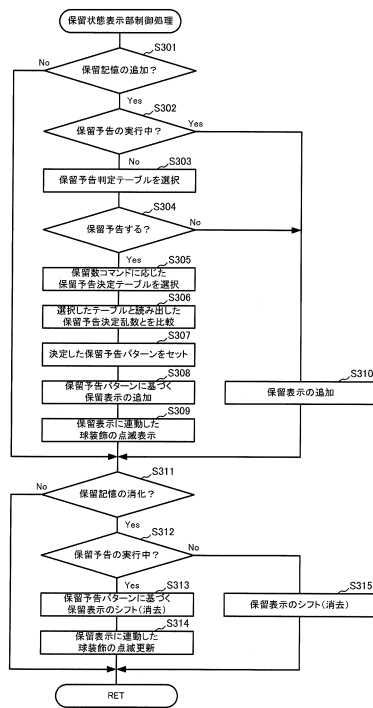 保留状態表示部制御処理
S301
保留記憶の追加？
No
Yes
S302
保留予告の実行中？
Yes
No
S303
保留予告判定テーブルを選択
S304
保留予告する？
No
Yes
S305
保留数コマンドに応じた
保留予告決定テーブルを選択
S306
選択したテーブルと読み出した
保留予告決定乱数とを比較
S307
決定した保留予告パターンをセット
S308
保留予告パターンに基づく
保留表示の追加
S309
保留表示に連動した
球装飾の点滅表示
S310
保留表示の追加
S311
保留記憶の消化？
No
Yes
S312
保留予告の実行中？
No
Yes
S313
保留予告パターンに基づく
保留表示のシフト(消去)
S314
保留表示に連動した
球装飾の点滅更新
S315
保留表示のシフト(消去)
RET